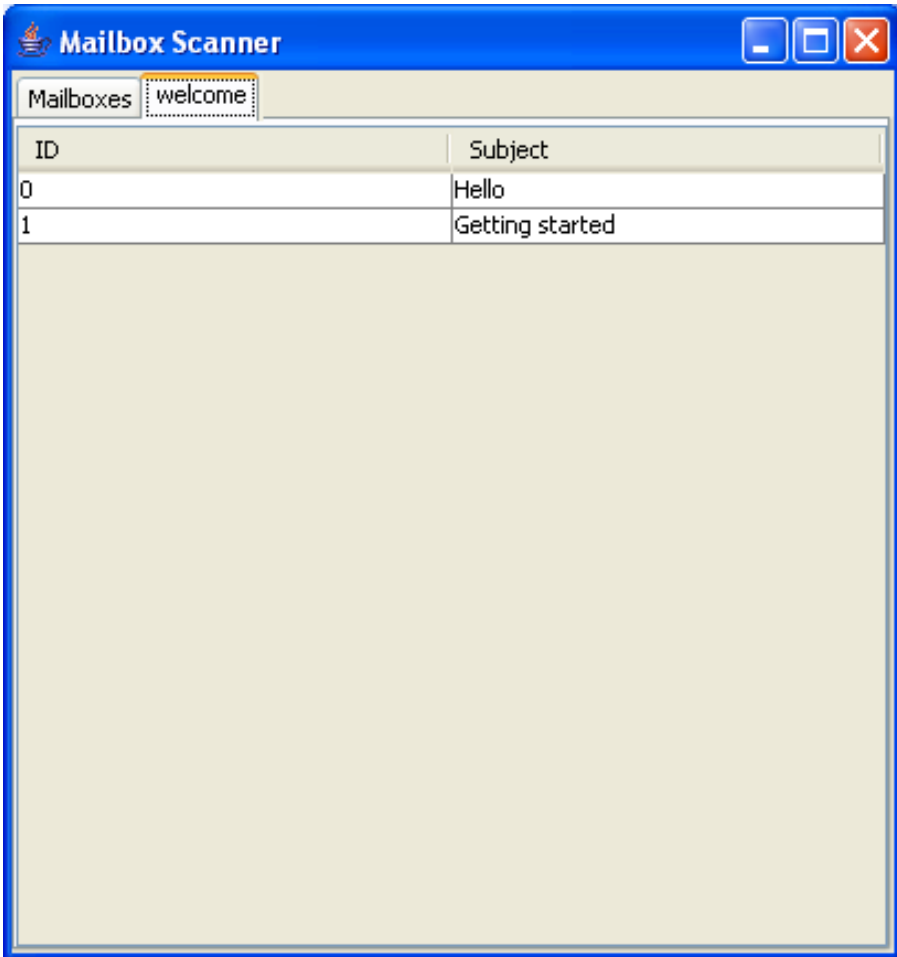 Mailbox Scanner
Mailboxes welcome
ID Subject
0 Hello
1 Getting started